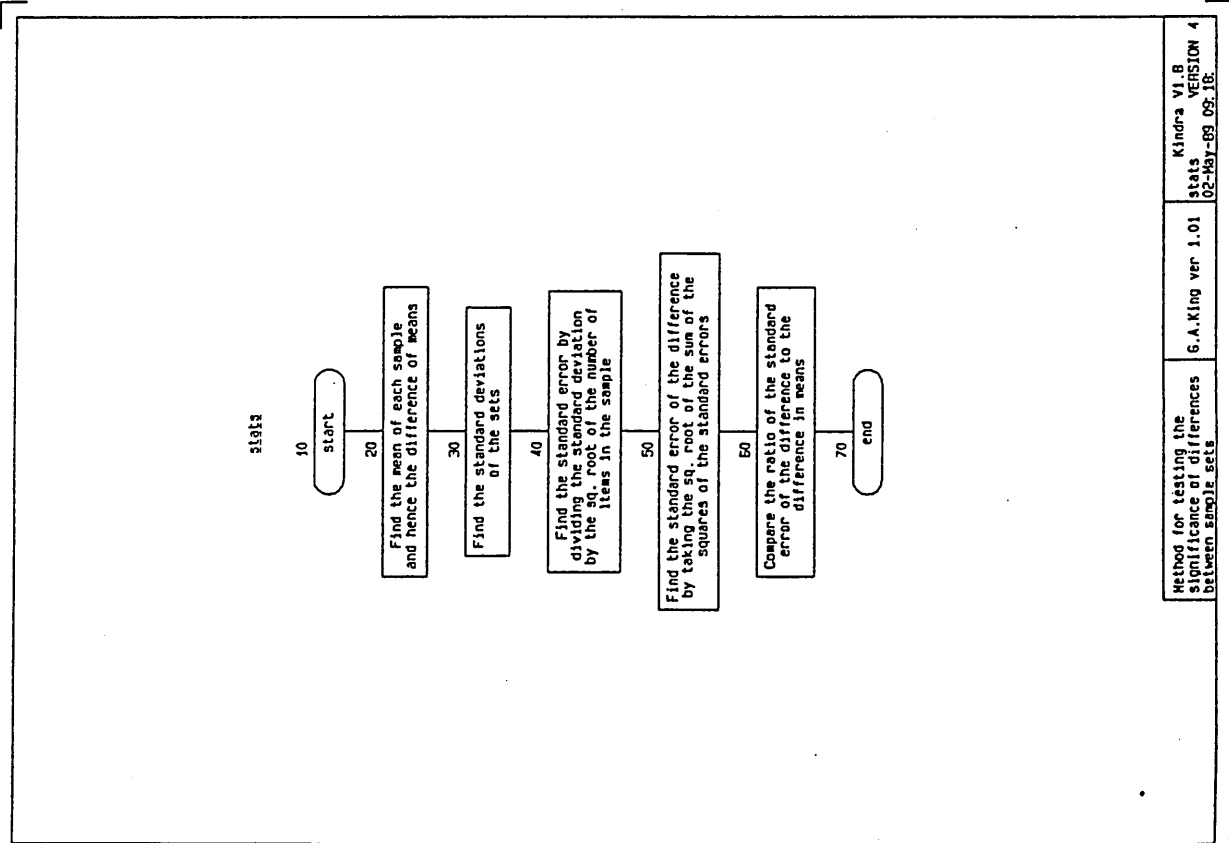 stats
10
start
20
Find the mean of each sample
and hence the difference of means
30
Find the standard deviations
of the sets
40
Find the standard error by
dividing the standard deviation
by the sq. root of the number of
items in the sample
50
Find the standard error of the difference
by taking the sq. root of the sum of the
squares of the standard errors
60
Compare the ratio of the standard
error of the difference to the
difference in means
70
end
Method for testing the
significance of differences
between sample sets
G.A.King ver 1.01
Kindra V1.8
stats VERSION 4
02-May-89 09:18: